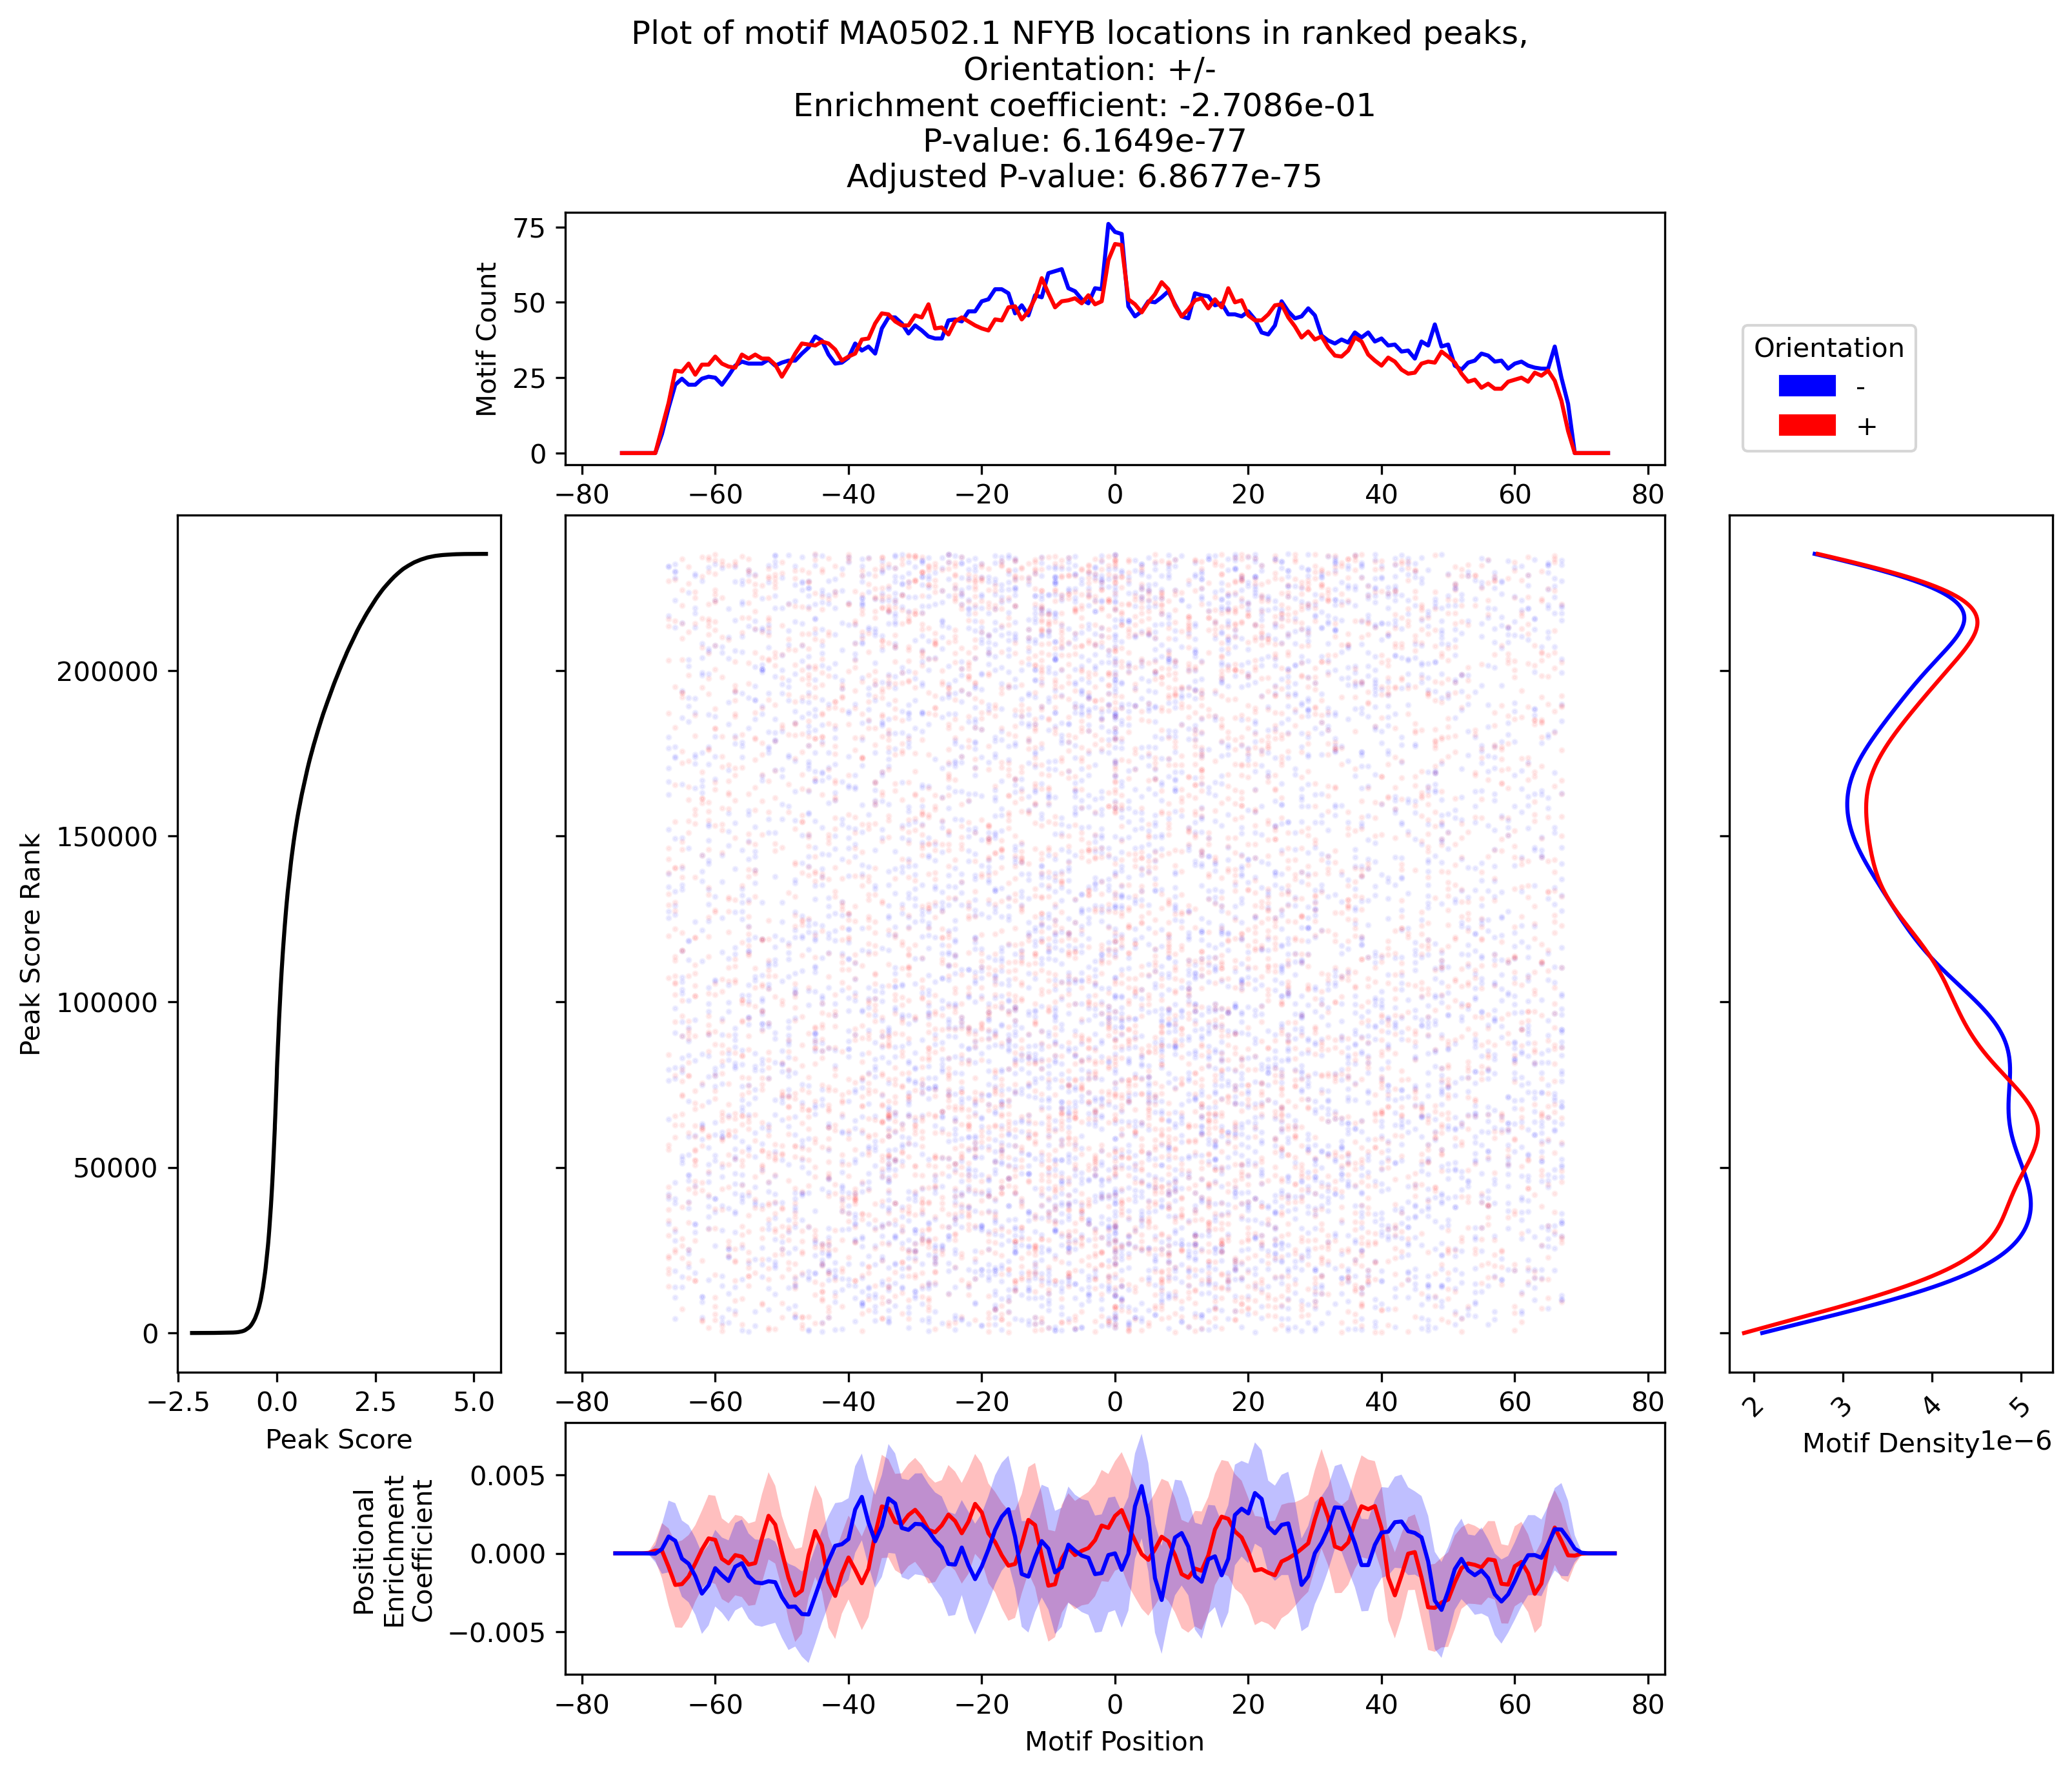 Plot of motif MA0502.1 NFYB locations in ranked peaks,
Orientation: +/-
Enrichment coefficient: -2.7086e-01
P-value: 6.1649e-77
Adjusted P-value: 6.8677e-75
Motif Count
75
50
25
0
−80 −60 −40 −20 0 20 40 60 80
Orientation
-
+
Peak Score Rank
200000
150000
100000
50000
0
−2.5 0.0 2.5 5.0
Peak Score
−80 −60 −40 −20 0 20 40 60 80
2 3 4 5
Motif Density
1e−6
Positional
Enrichment
Coefficient
0.005
0.000
−0.005
−80 −60 −40 −20 0 20 40 60 80
Motif Position